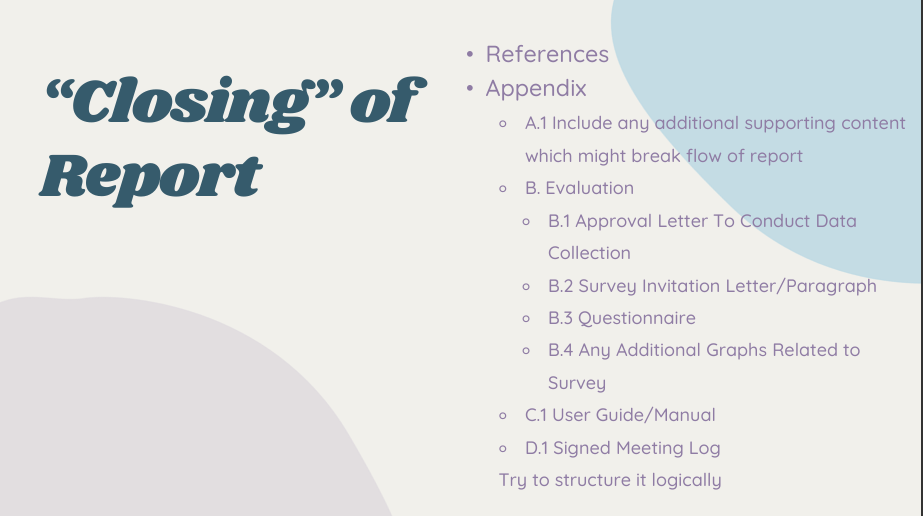 “Closing” of
Report
• References
• Appendix
○ A.1 Include any additional supporting content
which might break flow of report
○ B. Evaluation
○ B.1 Approval Letter To Conduct Data
Collection
○ B.2 Survey Invitation Letter/Paragraph
○ B.3 Questionnaire
○ B.4 Any Additional Graphs Related to
Survey
○ C.1 User Guide/Manual
○ D.1 Signed Meeting Log
Try to structure it logically